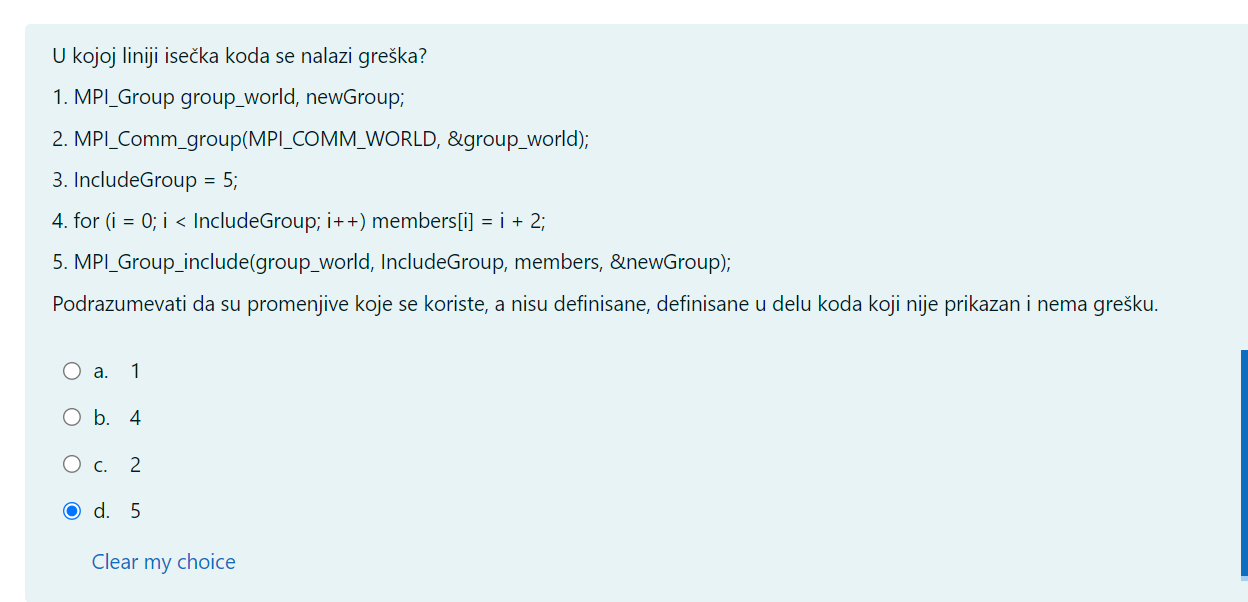 U kojoj liniji isečka koda se nalazi greška?
1. MPI_Group group_world, newGroup;
2. MPI_Comm_group(MPI_COMM_WORLD, &group_world);
3. IncludeGroup = 5;
4. for (i = 0; i < IncludeGroup; i++) members[i] = i + 2;
5. MPI_Group_include(group_world, IncludeGroup, members, &newGroup);
Podrazumevati da su promenjive koje se koriste, a nisu definisane, definisane u delu koda koji nije prikazan i nema grešku.
a. 1
b. 4
c. 2
d. 5
Clear my choice